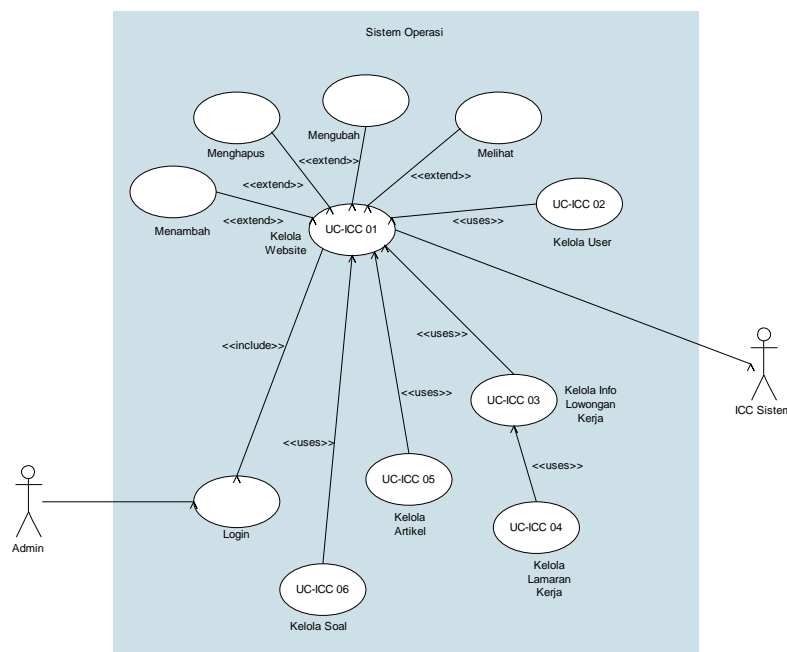 Sistem Operasi
Mengubah
Menghapus
Melihat
<<extend>>
<<extend>>
<<extend>>
<<extend>>
Menambah
UC-ICC 01
Kelola
Website
UC-ICC 02
<<uses>>
Kelola User
<<include>>
<<uses>>
UC-ICC 03
Kelola Info
Lowongan
Kerja
ICC Sistem
<<uses>>
<<uses>>
<<uses>>
UC-ICC 05
Kelola
Artikel
UC-ICC 04
Kelola
Lamaran
Kerja
Login
Admin
UC-ICC 06
Kelola Soal